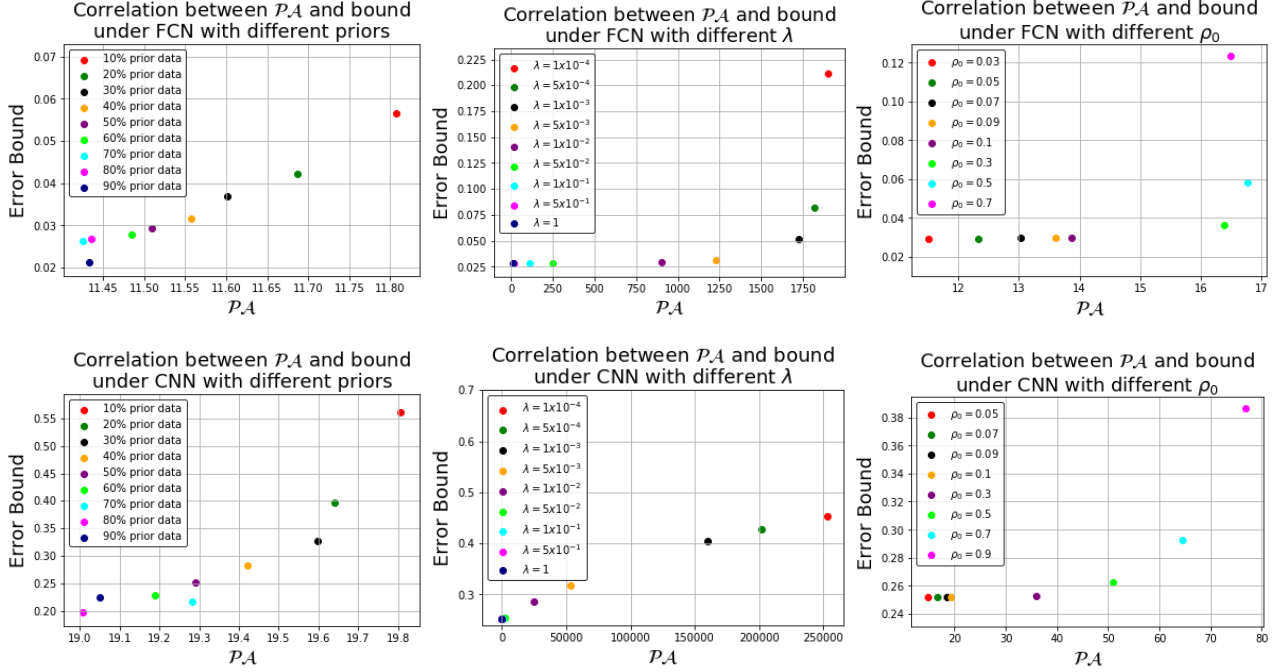 Correlation between 𝒫𝒜 and bound
under FCN with different priors
0.07
0.06
0.05
0.04
0.03
0.02
Error Bound
10% prior data
20% prior data
30% prior data
40% prior data
50% prior data
60% prior data
70% prior data
80% prior data
90% prior data
11.45 11.50 11.55 11.60 11.65 11.70 11.75 11.80
𝒫𝒜
Correlation between 𝒫𝒜 and bound
under FCN with different λ
0.225
0.200
0.175
0.150
0.125
0.100
0.075
0.050
0.025
Error Bound
λ = 1x10⁻⁴
λ = 5x10⁻⁴
λ = 1x10⁻³
λ = 5x10⁻³
λ = 1x10⁻²
λ = 5x10⁻²
λ = 1x10⁻¹
λ = 5x10⁻¹
λ = 1
0 250 500 750 1000 1250 1500 1750
𝒫𝒜
Correlation between 𝒫𝒜 and bound
under FCN with different ρ₀
0.12
0.10
0.08
0.06
0.04
0.02
Error Bound
ρ₀ = 0.03
ρ₀ = 0.05
ρ₀ = 0.07
ρ₀ = 0.09
ρ₀ = 0.1
ρ₀ = 0.3
ρ₀ = 0.5
ρ₀ = 0.7
12 13 14 15 16 17
𝒫𝒜
Correlation between 𝒫𝒜 and bound
under CNN with different priors
0.55
0.50
0.45
0.40
0.35
0.30
0.25
0.20
Error Bound
10% prior data
20% prior data
30% prior data
40% prior data
50% prior data
60% prior data
70% prior data
80% prior data
90% prior data
19.0 19.1 19.2 19.3 19.4 19.5 19.6 19.7 19.8
𝒫𝒜
Correlation between 𝒫𝒜 and bound
under CNN with different λ
0.7
0.6
0.5
0.4
0.3
Error Bound
λ = 1x10⁻⁴
λ = 5x10⁻⁴
λ = 1x10⁻³
λ = 5x10⁻³
λ = 1x10⁻²
λ = 5x10⁻²
λ = 1x10⁻¹
λ = 5x10⁻¹
λ = 1
0 50000 100000 150000 200000 250000
𝒫𝒜
Correlation between 𝒫𝒜 and bound
under CNN with different ρ₀
0.38
0.36
0.34
0.32
0.30
0.28
0.26
0.24
Error Bound
ρ₀ = 0.05
ρ₀ = 0.07
ρ₀ = 0.09
ρ₀ = 0.1
ρ₀ = 0.3
ρ₀ = 0.5
ρ₀ = 0.7
ρ₀ = 0.9
20 30 40 50 60 70 80
𝒫𝒜